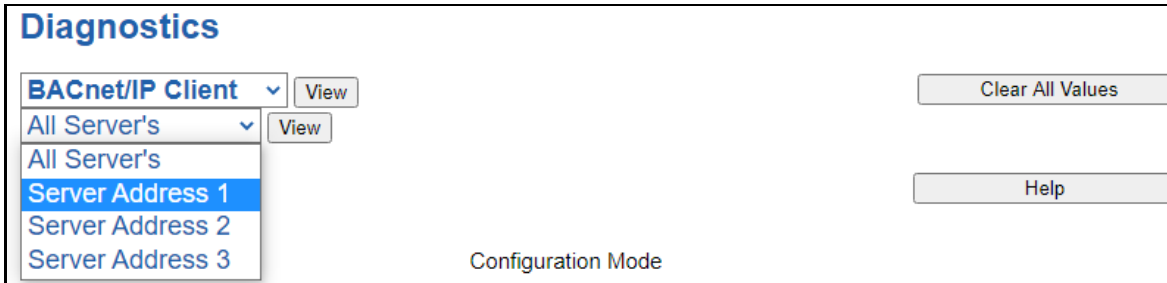 Diagnostics
BACnet/IP Client View Clear All Values
All Server's View
All Server's
Server Address 1 Help
Server Address 2
Server Address 3 Configuration Mode